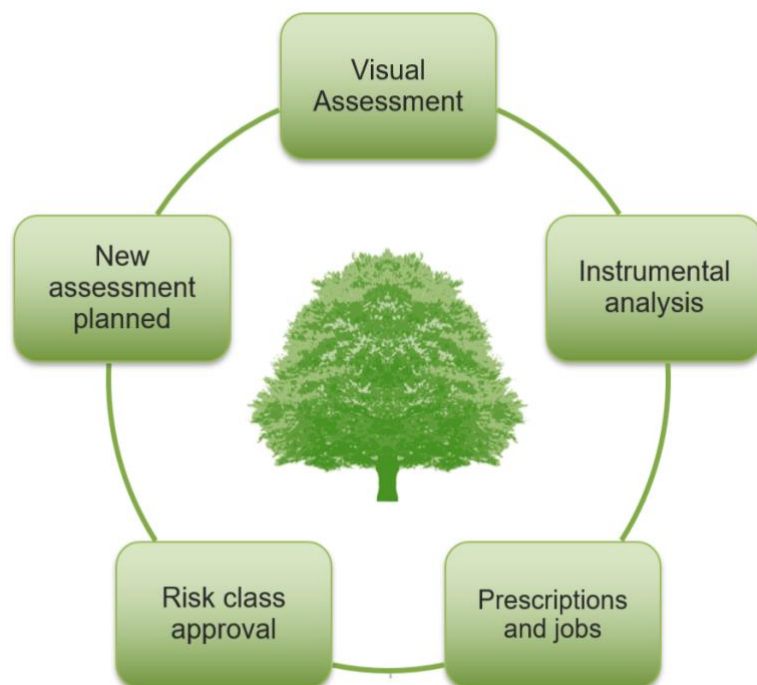 Visual
Assessment
Instrumental
analysis
Prescriptions
and jobs
Risk class
approval
New
assessment
planned